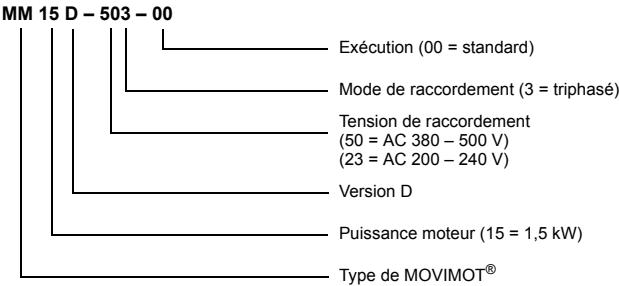 MM 15 D – 503 – 00
Exécution (00 = standard)
Mode de raccordement (3 = triphasé)
Tension de raccordement
(50 = AC 380 – 500 V)
(23 = AC 200 – 240 V)
Version D
Puissance moteur (15 = 1,5 kW)
Type de MOVIMOT®